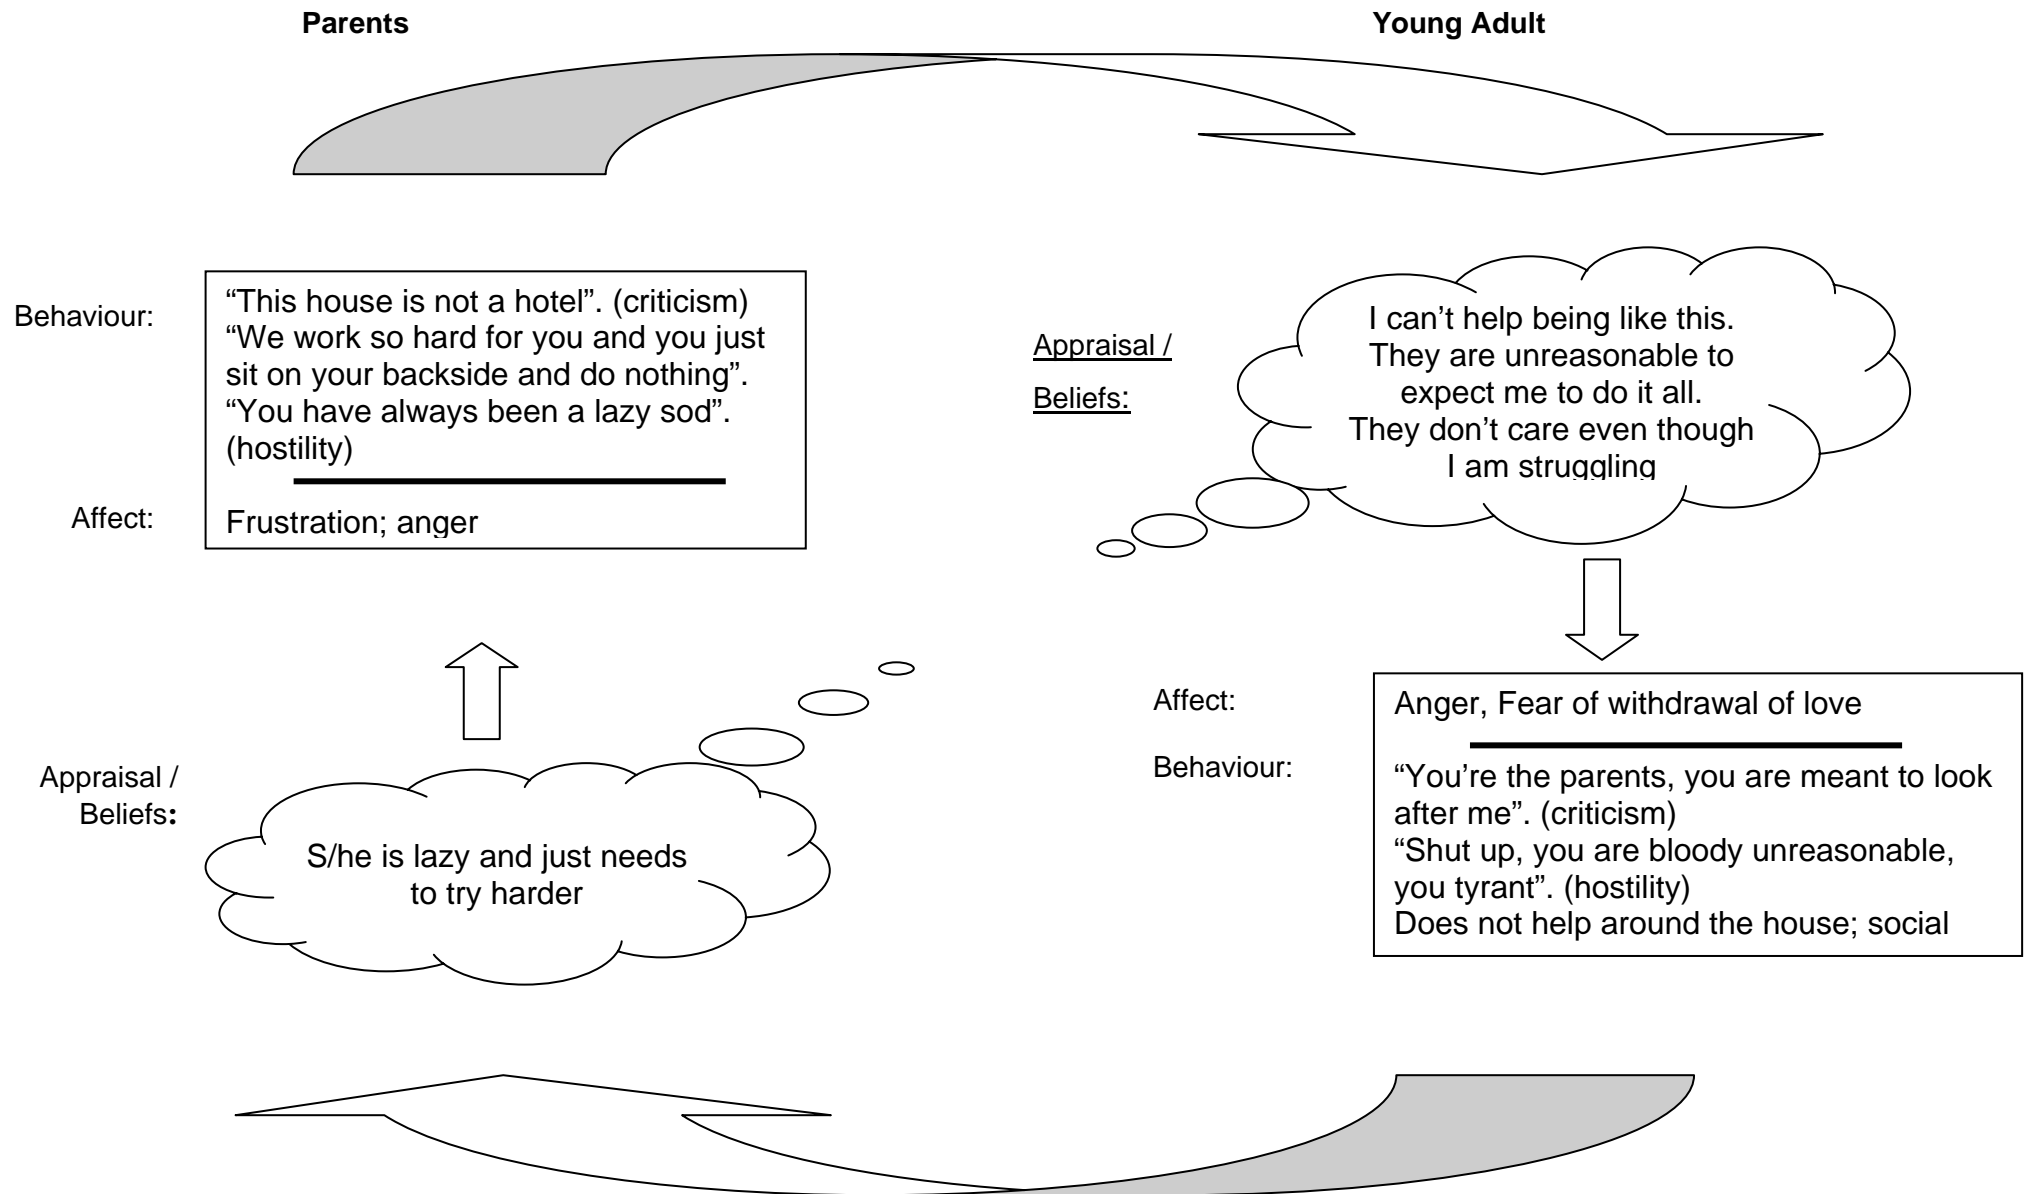 Parents
Young Adult
Behaviour:
“This house is not a hotel”. (criticism)
“We work so hard for you and you just
sit on your backside and do nothing”.
“You have always been a lazy sod”.
(hostility)
Affect:
Frustration; anger
Appraisal /
Beliefs:
S/he is lazy and just needs
to try harder
Appraisal /
Beliefs:
I can’t help being like this.
They are unreasonable to
expect me to do it all.
They don’t care even though
I am struggling
Affect:
Anger, Fear of withdrawal of love
Behaviour:
“You’re the parents, you are meant to look
after me”. (criticism)
“Shut up, you are bloody unreasonable,
you tyrant”. (hostility)
Does not help around the house; social